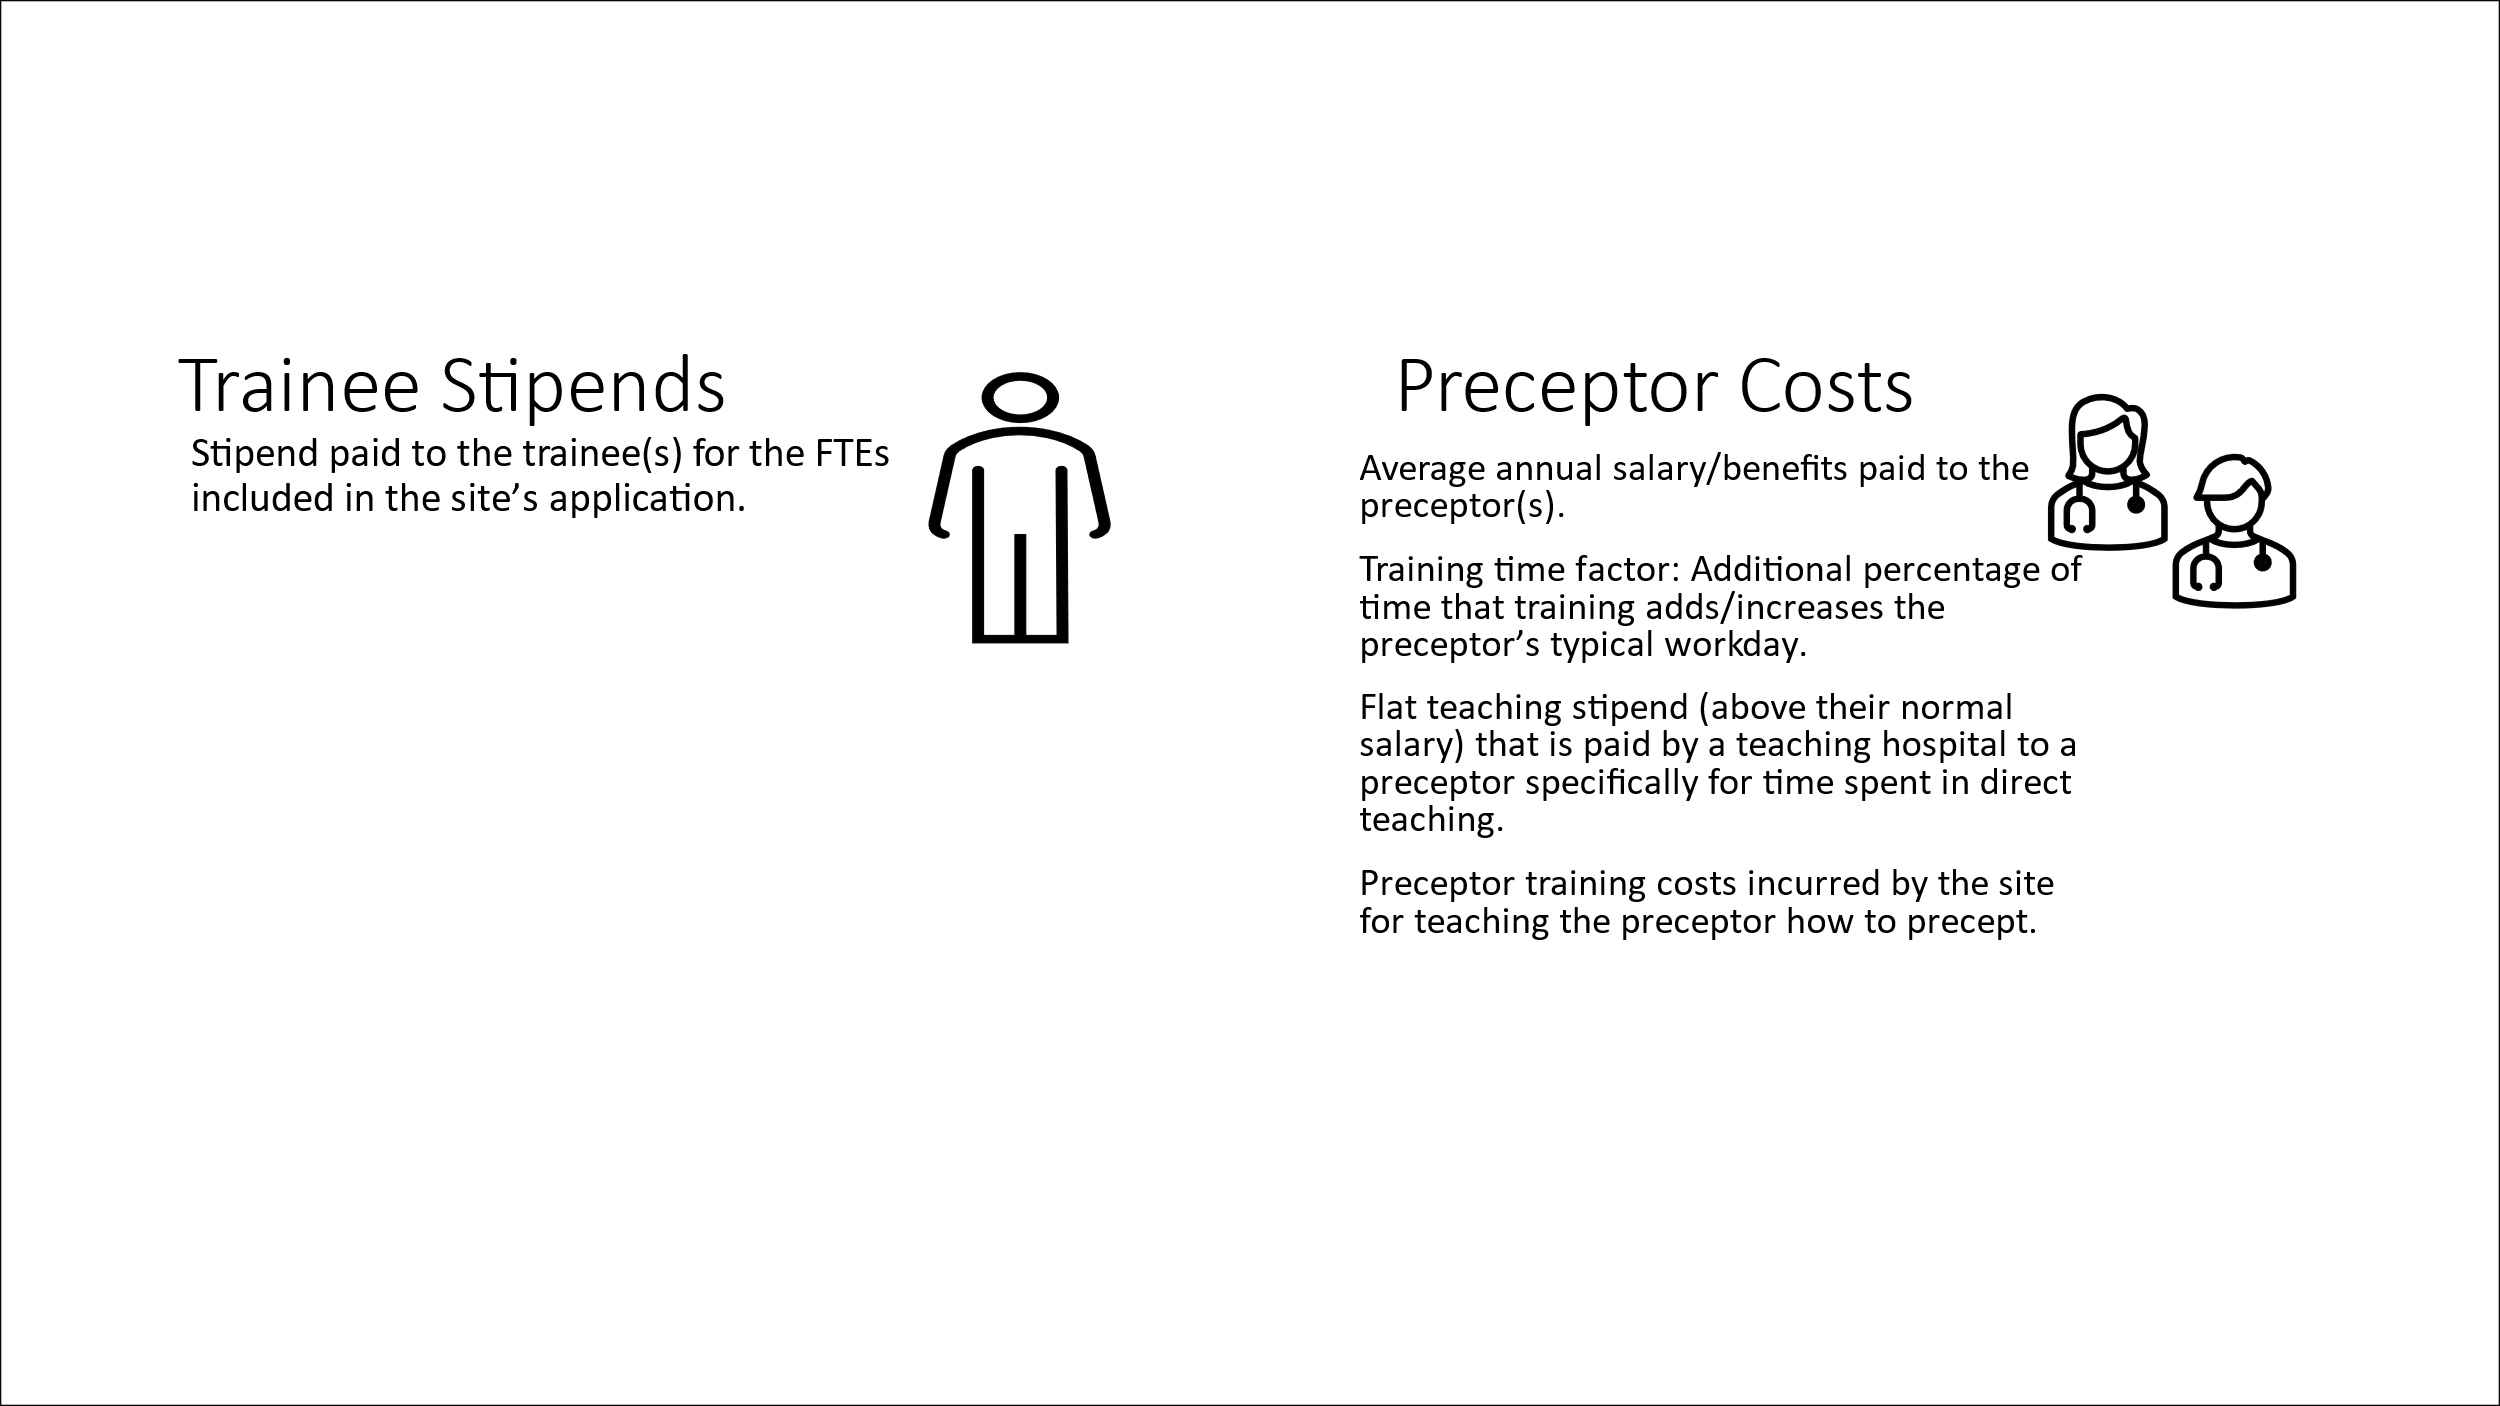 Trainee Stipends
Stipend paid to the trainee(s) for the FTEs
included in the site’s application.
Preceptor Costs
Average annual salary/benefits paid to the
preceptor(s).
Training time factor: Additional percentage of
time that training adds/increases the
preceptor’s typical workday.
Flat teaching stipend (above their normal
salary) that is paid by a teaching hospital to a
preceptor specifically for time spent in direct
teaching.
Preceptor training costs incurred by the site
for teaching the preceptor how to precept.